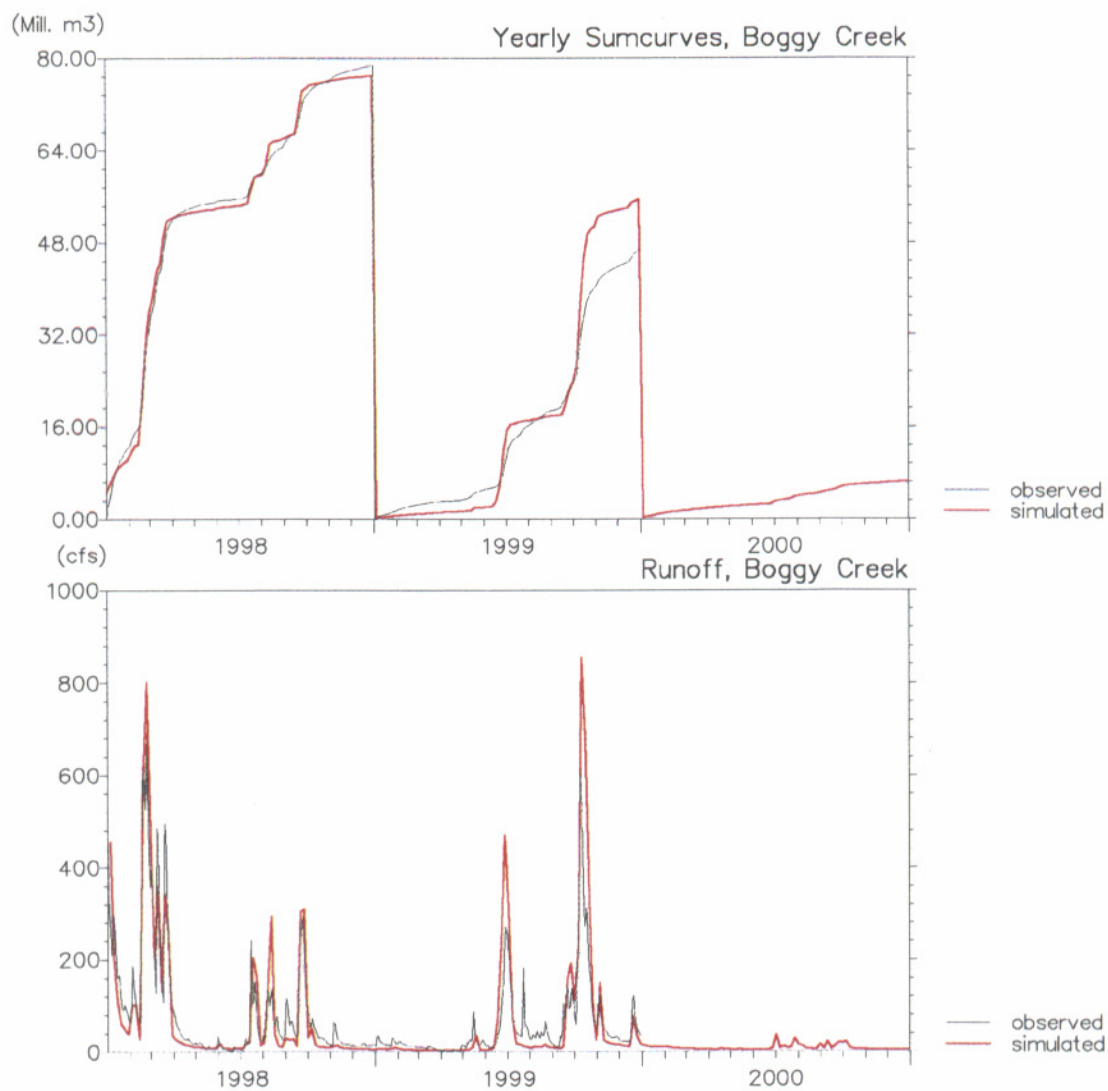 (Mill. m3)
Yearly Sumcurves, Boggy Creek
80.00
64.00
48.00
32.00
16.00
0.00
1998 1999 2000
observed
simulated
(cfs)
Runoff, Boggy Creek
1000
800
600
400
200
0
1998 1999 2000
observed
simulated